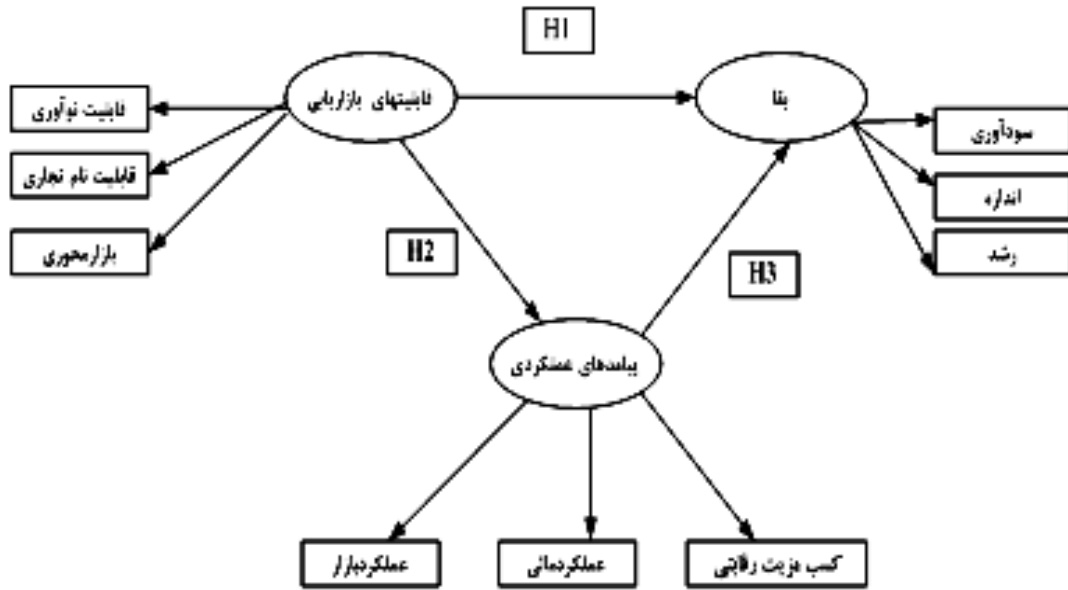 H1
قابلیتهای بازاریابی
بقا
قابلیت نوآوری
قابلیت نام تجاری
بازارمحوری
سودآوری
اندازه
رشد
H2
H3
پیامدهای عملکردی
عملکردبازار
عملکردمالی
کسب مزیت رقابتی